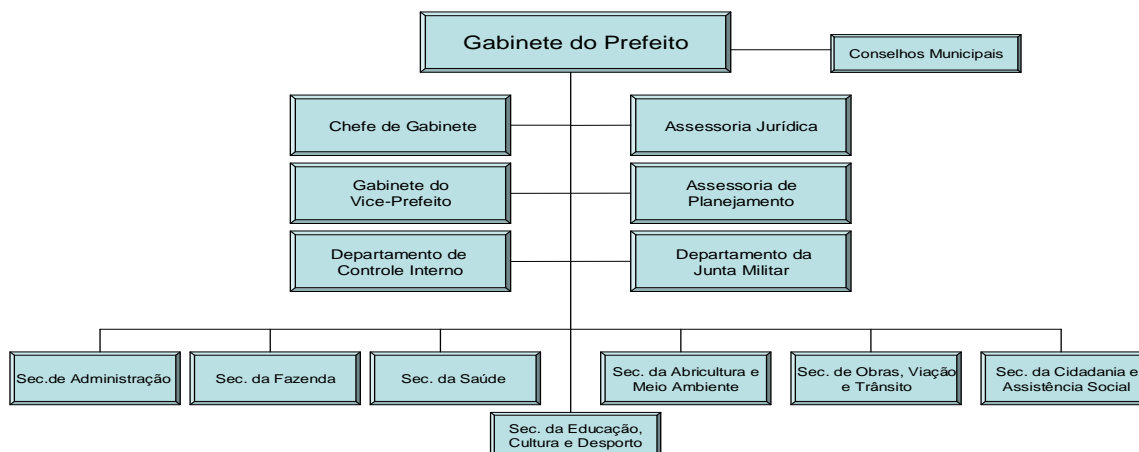 Gabinete do Prefeito
Conselhos Municipais
Chefe de Gabinete
Assessoria Jurídica
Gabinete do
Vice-Prefeito
Assessoria de
Planejamento
Departamento de
Controle Interno
Departamento da
Junta Militar
Sec.de Administração
Sec. da Fazenda
Sec. da Saúde
Sec. da Abricultura e
Meio Ambiente
Sec. de Obras, Viação
e Trânsito
Sec. da Cidadania e
Assistência Social
Sec. da Educação,
Cultura e Desporto